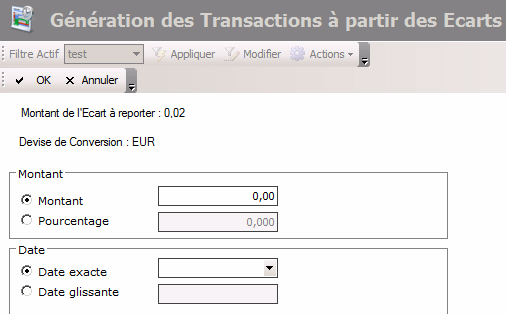 Génération des Transactions à partir des Ecarts
Filtre Actif test Appliquer Modifier Actions
OK Annuler
Montant de l'Ecart à reporter : 0,02
Devise de Conversion : EUR
Montant
Montant 0,00
Pourcentage 0,000
Date
Date exacte
Date glissante